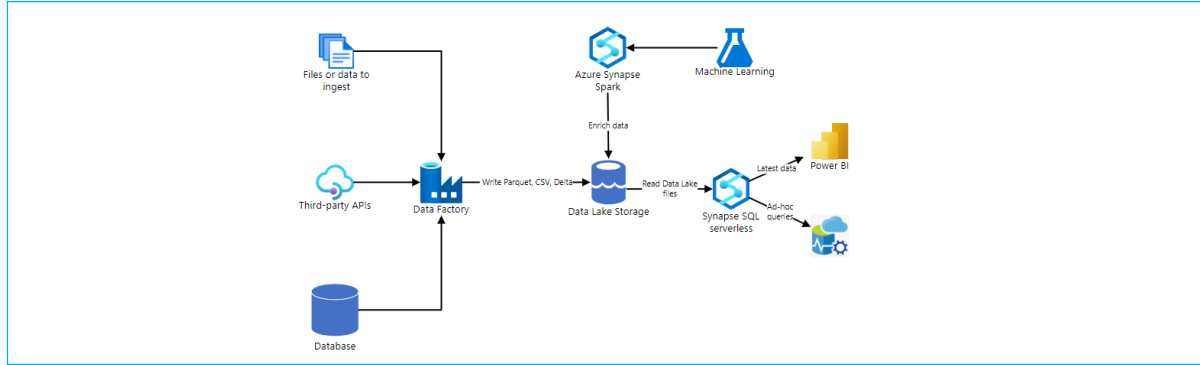 Files or data to
ingest
Azure Synapse
Spark
Machine Learning
Enrich data
Third-party APIs
Data Factory
Write Parquet, CSV, Delta
Data Lake Storage
Read Data Lake
files
Synapse SQL
serverless
Latest data
Power BI
Ad-hoc
queries
Database